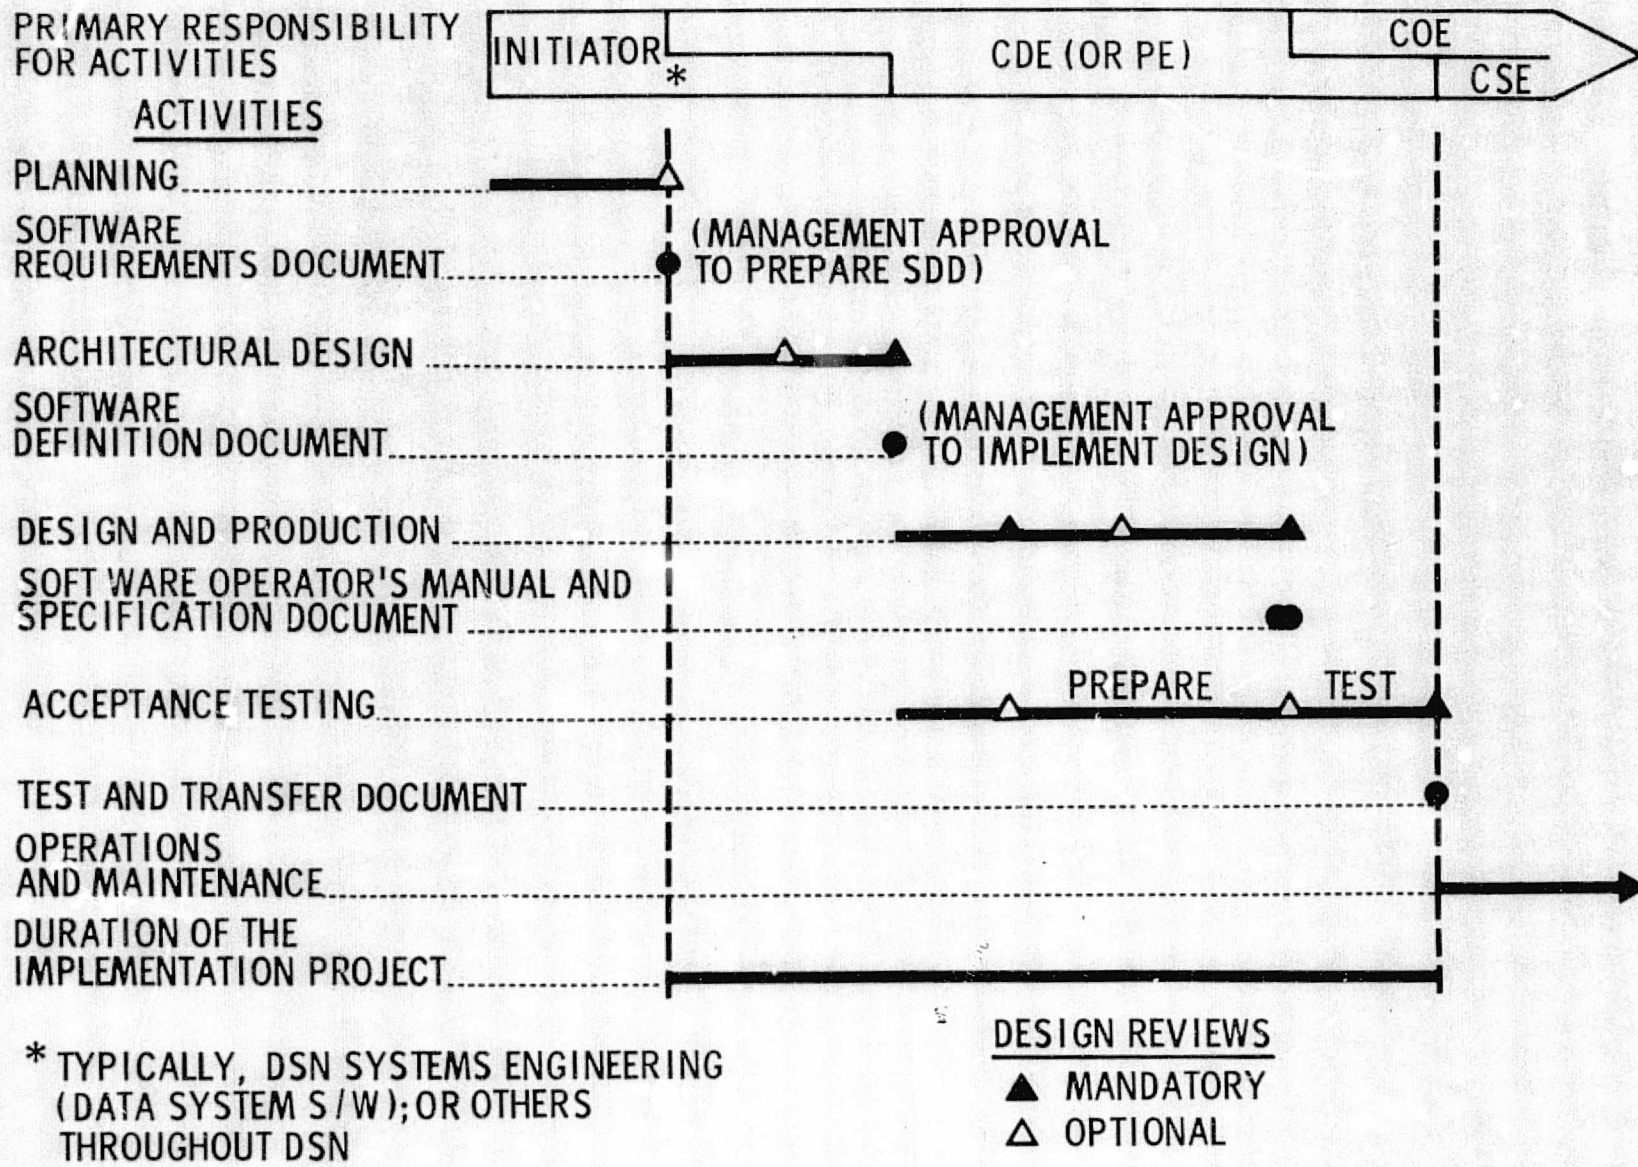 PRIMARY RESPONSIBILITY
FOR ACTIVITIES
INITIATOR
*
CDE (OR PE)
COE
CSE
ACTIVITIES
PLANNING
SOFTWARE
REQUIREMENTS DOCUMENT
(MANAGEMENT APPROVAL
TO PREPARE SDD)
ARCHITECTURAL DESIGN
SOFTWARE
DEFINITION DOCUMENT
(MANAGEMENT APPROVAL
TO IMPLEMENT DESIGN)
DESIGN AND PRODUCTION
SOFTWARE OPERATOR'S MANUAL AND
SPECIFICATION DOCUMENT
ACCEPTANCE TESTING
PREPARE
TEST
TEST AND TRANSFER DOCUMENT
OPERATIONS
AND MAINTENANCE
DURATION OF THE
IMPLEMENTATION PROJECT
* TYPICALLY, DSN SYSTEMS ENGINEERING
(DATA SYSTEM S/W); OR OTHERS
THROUGHOUT DSN
DESIGN REVIEWS
▲ MANDATORY
△ OPTIONAL